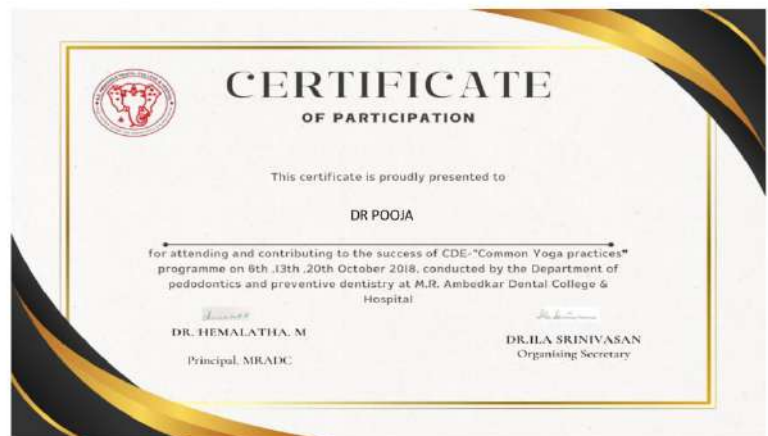 CERTIFICATE
OF PARTICIPATION
This certificate is proudly presented to
DR POOJA
for attending and contributing to the success of CDE-"Common Yoga practices"
programme on 6th ,13th ,20th October 2018, conducted by the Department of
pedodontics and preventive dentistry at M.R. Ambedkar Dental College &
Hospital
DR. HEMALATHA. M
Principal, MRADC
DR.ILA SRINIVASAN
Organising Secretary